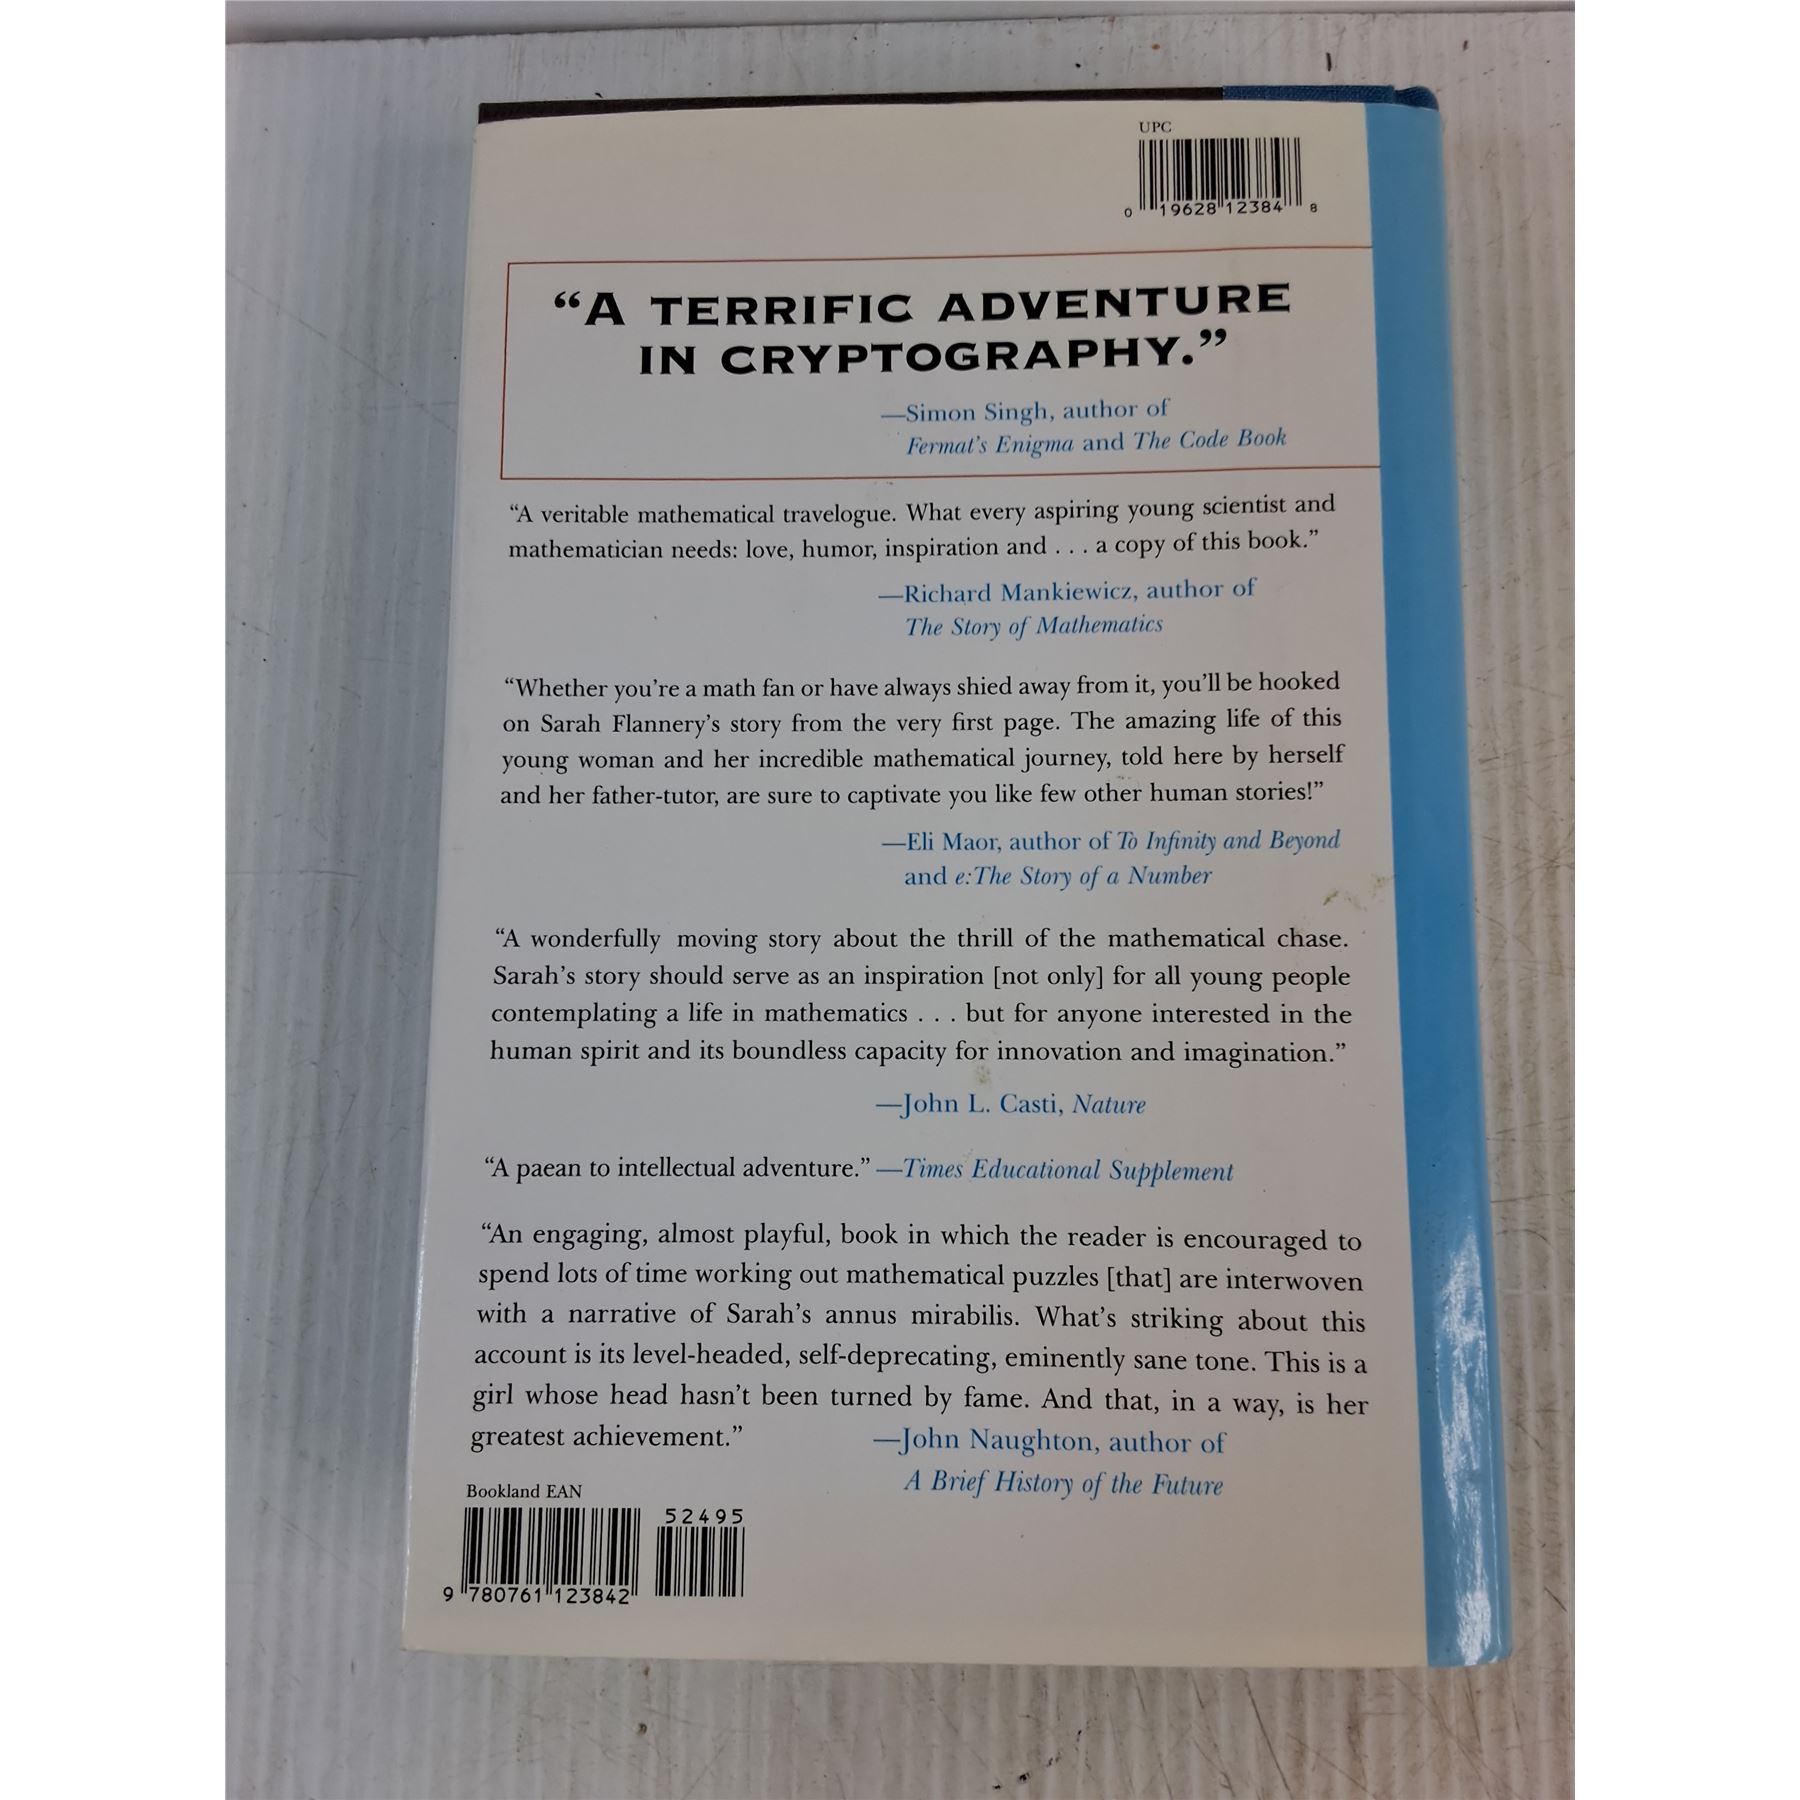 UPC
0 19628 12384 8
“A TERRIFIC ADVENTURE
IN CRYPTOGRAPHY.”
—Simon Singh, author of
Fermat’s Enigma and The Code Book
“A veritable mathematical travelogue. What every aspiring young scientist and
mathematician needs: love, humor, inspiration and . . . a copy of this book.”
—Richard Mankiewicz, author of
The Story of Mathematics
“Whether you’re a math fan or have always shied away from it, you’ll be hooked
on Sarah Flannery’s story from the very first page. The amazing life of this
young woman and her incredible mathematical journey, told here by herself
and her father-tutor, are sure to captivate you like few other human stories!”
—Eli Maor, author of To Infinity and Beyond
and e:The Story of a Number
“A wonderfully moving story about the thrill of the mathematical chase.
Sarah’s story should serve as an inspiration [not only] for all young people
contemplating a life in mathematics . . . but for anyone interested in the
human spirit and its boundless capacity for innovation and imagination.”
—John L. Casti, Nature
“A paean to intellectual adventure.” —Times Educational Supplement
“An engaging, almost playful, book in which the reader is encouraged to
spend lots of time working out mathematical puzzles [that] are interwoven
with a narrative of Sarah’s annus mirabilis. What’s striking about this
account is its level-headed, self-deprecating, eminently sane tone. This is a
girl whose head hasn’t been turned by fame. And that, in a way, is her
greatest achievement.” —John Naughton, author of
A Brief History of the Future
Bookland EAN
52495
9 780761 123842